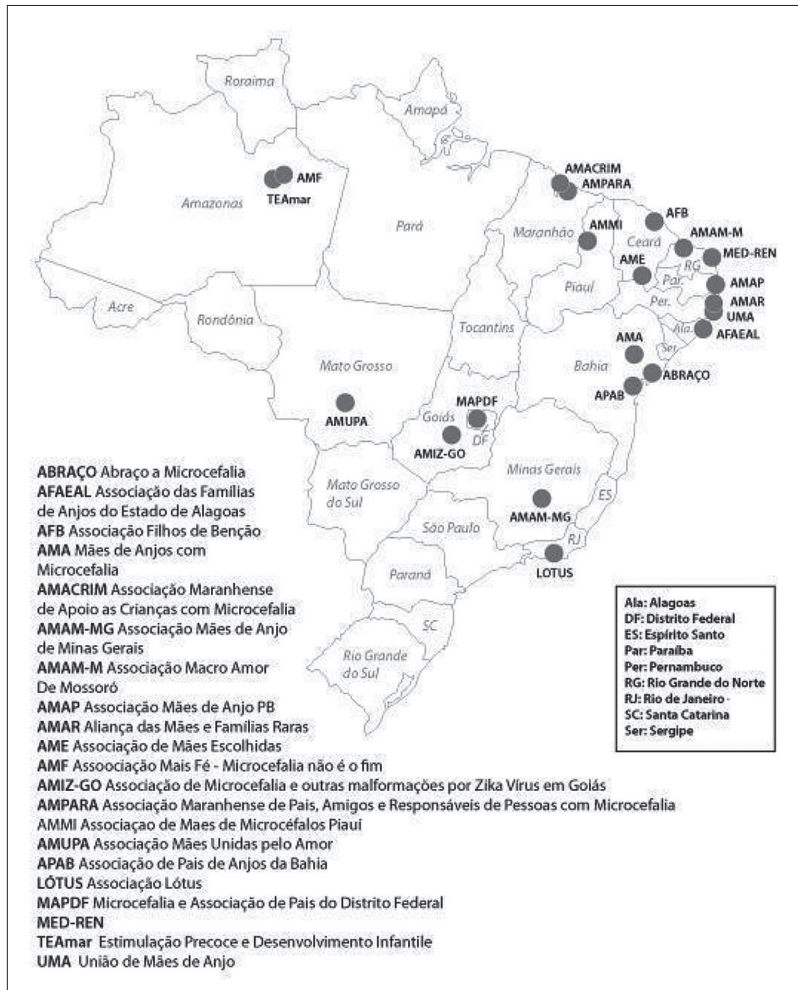 Roraima
Amapá
AMACRIM
AMPARA
AMF
TEAmar
Amazonas
Pará
Maranhão
AMMI
AFB
Ceará
AMAM-M
RG
MED-REN
AME
Par.
AMAP
Piauí
Per.
AMAR
UMA
Acre
Rondônia
Tocantins
Ala.
AFAEAL
Ser.
AMA
Bahia
ABRAÇO
APAB
Mato Grosso
AMUPA
MAPDF
Goiás
DF
AMIZ-GO
Minas Gerais
AMAM-MG
ES
Mato Grosso
do Sul
São Paulo
RJ
LOTUS
Paraná
SC
Rio Grande
do Sul
ABRAÇO Abraço a Microcefalia
AFAEAL Associação das Famílias
de Anjos do Estado de Alagoas
AFB Associação Filhos de Benção
AMA Mães de Anjos com
Microcefalia
AMACRIM Associação Maranhense
de Apoio as Crianças com Microcefalia
AMAM-MG Associação Mães de Anjo
de Minas Gerais
AMAM-M Associação Macro Amor
De Mossoró
AMAP Associação Mães de Anjo PB
AMAR Aliança das Mães e Famílias Raras
AME Associação de Mães Escolhidas
AMF Assoociação Mais Fé - Microcefalia não é o fim
AMIZ-GO Associação de Microcefalia e outras malformações por Zika Vírus em Goiás
AMPARA Associação Maranhense de Pais, Amigos e Responsáveis de Pessoas com Microcefalia
AMMI Associaçao de Maes de Microcéfalos Piauí
AMUPA Associação Mães Unidas pelo Amor
APAB Associação de Pais de Anjos da Bahia
LÓTUS Associação Lótus
MAPDF Microcefalia e Associação de Pais do Distrito Federal
MED-REN
TEAmar Estimulação Precoce e Desenvolvimento Infantile
UMA União de Mães de Anjo
Ala: Alagoas
DF: Distrito Federal
ES: Espírito Santo
Par: Paraíba
Per: Pernambuco
RG: Rio Grande do Norte
RJ: Rio de Janeiro -
SC: Santa Catarina
Ser: Sergipe